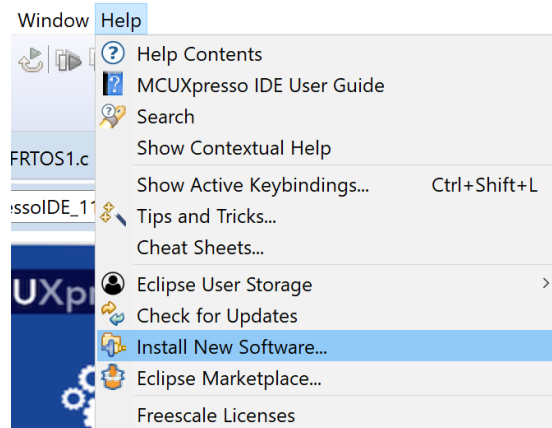 Window Help
Help Contents
MCUXpresso IDE User Guide
Search
FRTOS1.c
Show Contextual Help
Show Active Keybindings... Ctrl+Shift+L
essoIDE_11
Tips and Tricks...
Cheat Sheets...
UXpr
Eclipse User Storage
Check for Updates
Install New Software...
Eclipse Marketplace...
Freescale Licenses